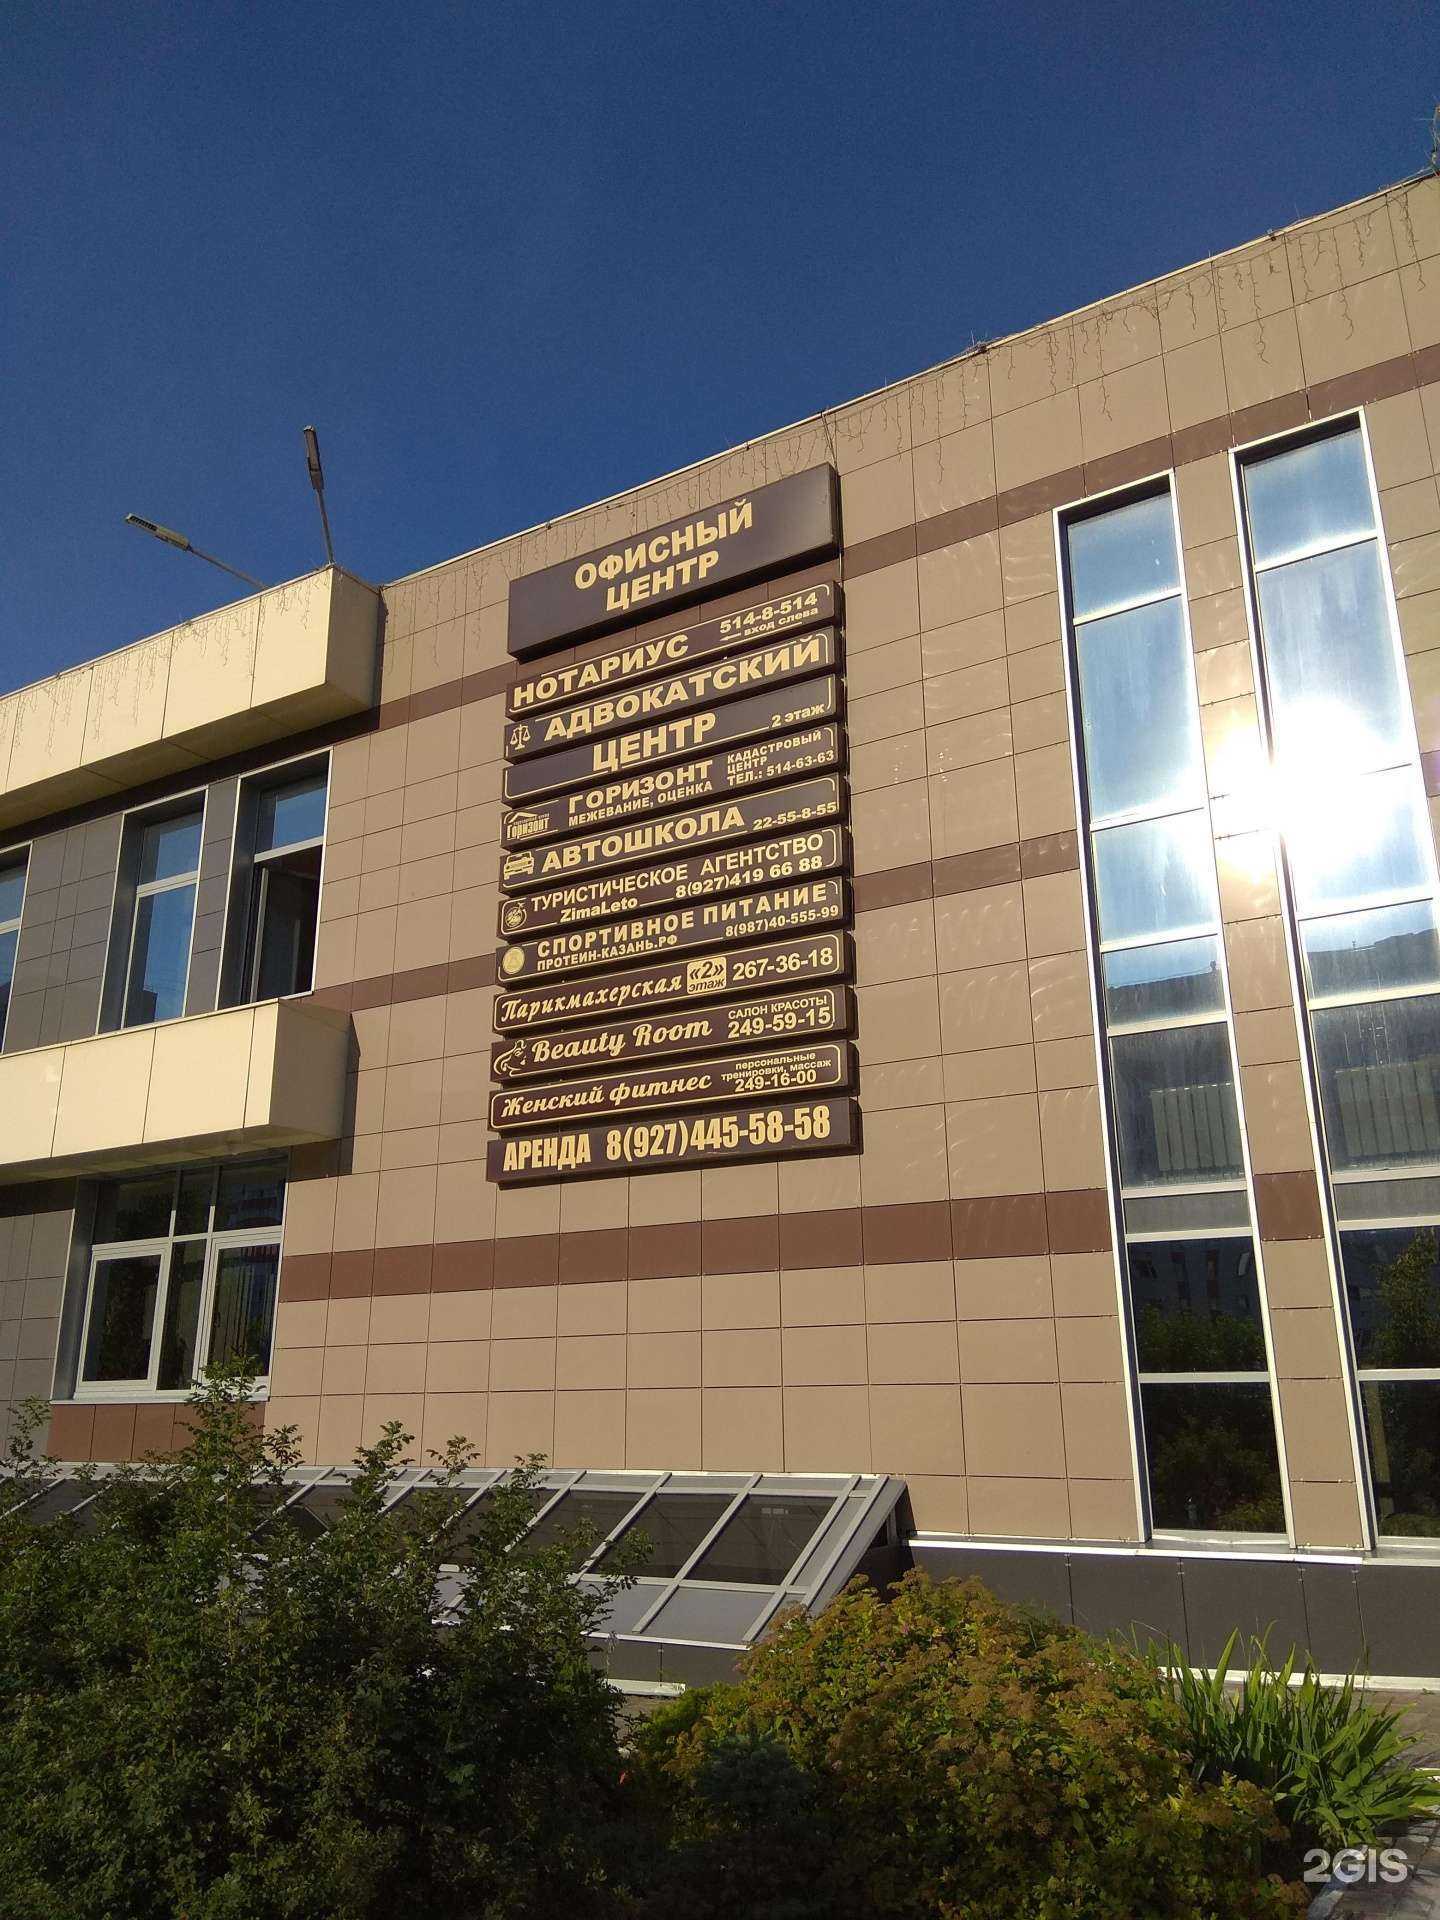 ОФИСНЫЙ
ЦЕНТР
НОТАРИУС 514-8-514
вход слева
АДВОКАТСКИЙ
ЦЕНТР 2 этаж
Горизонт
ГОРИЗОНТ
МЕЖЕВАНИЕ, ОЦЕНКА
КАДАСТРОВЫЙ
ЦЕНТР
ТЕЛ.: 514-63-63
АВТОШКОЛА 22-55-8-55
ТУРИСТИЧЕСКОЕ АГЕНТСТВО
ZimaLeto 8(927)419 66 88
СПОРТИВНОЕ ПИТАНИЕ
ПРОТЕИН-КАЗАНЬ.РФ 8(987)40-555-99
Парикмахерская «2» этаж 267-36-18
Beauty Room
САЛОН КРАСОТЫ
249-59-15
Женский фитнес
персональные
тренировки, массаж
249-16-00
АРЕНДА 8(927)445-58-58
2GIS